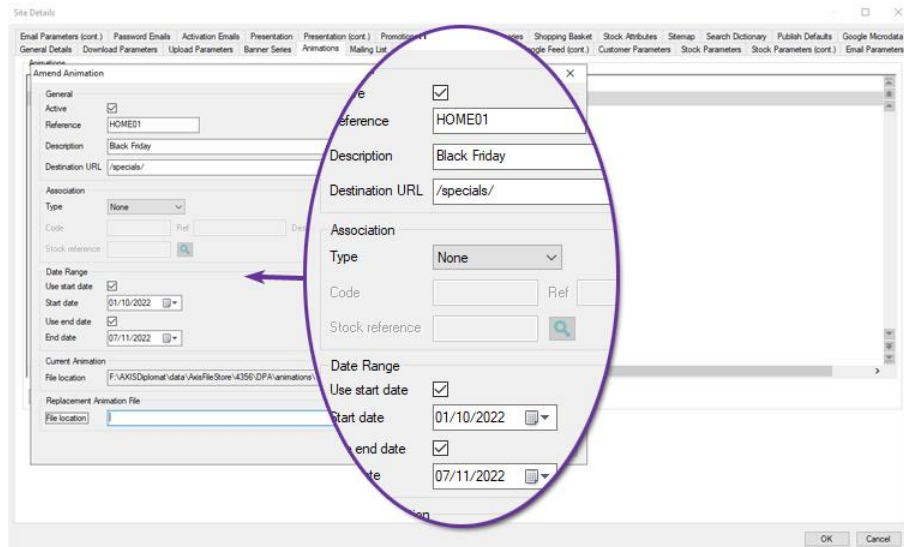 Site Details
Email Parameters (cont.) Password Emails Activation Emails Presentation Presentation (cont.) Shopping Basket Stock Attributes Sitemap Search Dictionary Publish Defaults Google Microdata
General Details Download Parameters Upload Parameters Banner Series Animations Mailing List Feed (cont.) Customer Parameters Stock Parameters Stock Parameters (cont.) Email Parameters
Animations
Amend Animation
General
Active
Reference HOME01
Description Black Friday
Destination URL /specials/
Association
Type None
Code Ref
Stock reference
Date Range
Use start date
Start date 01/10/2022
Use end date
End date 07/11/2022
Current Animation
File location F:\AXISDiplomat\data\AxisFileStore\4356\DPA\animations\
Replacement Animation File
File location
HOME01
Description Black Friday
Destination URL /specials/
Association
Type None
Code Ref
Stock reference
Date Range
Use start date
Start date 01/10/2022
end date
07/11/2022
OK Cancel